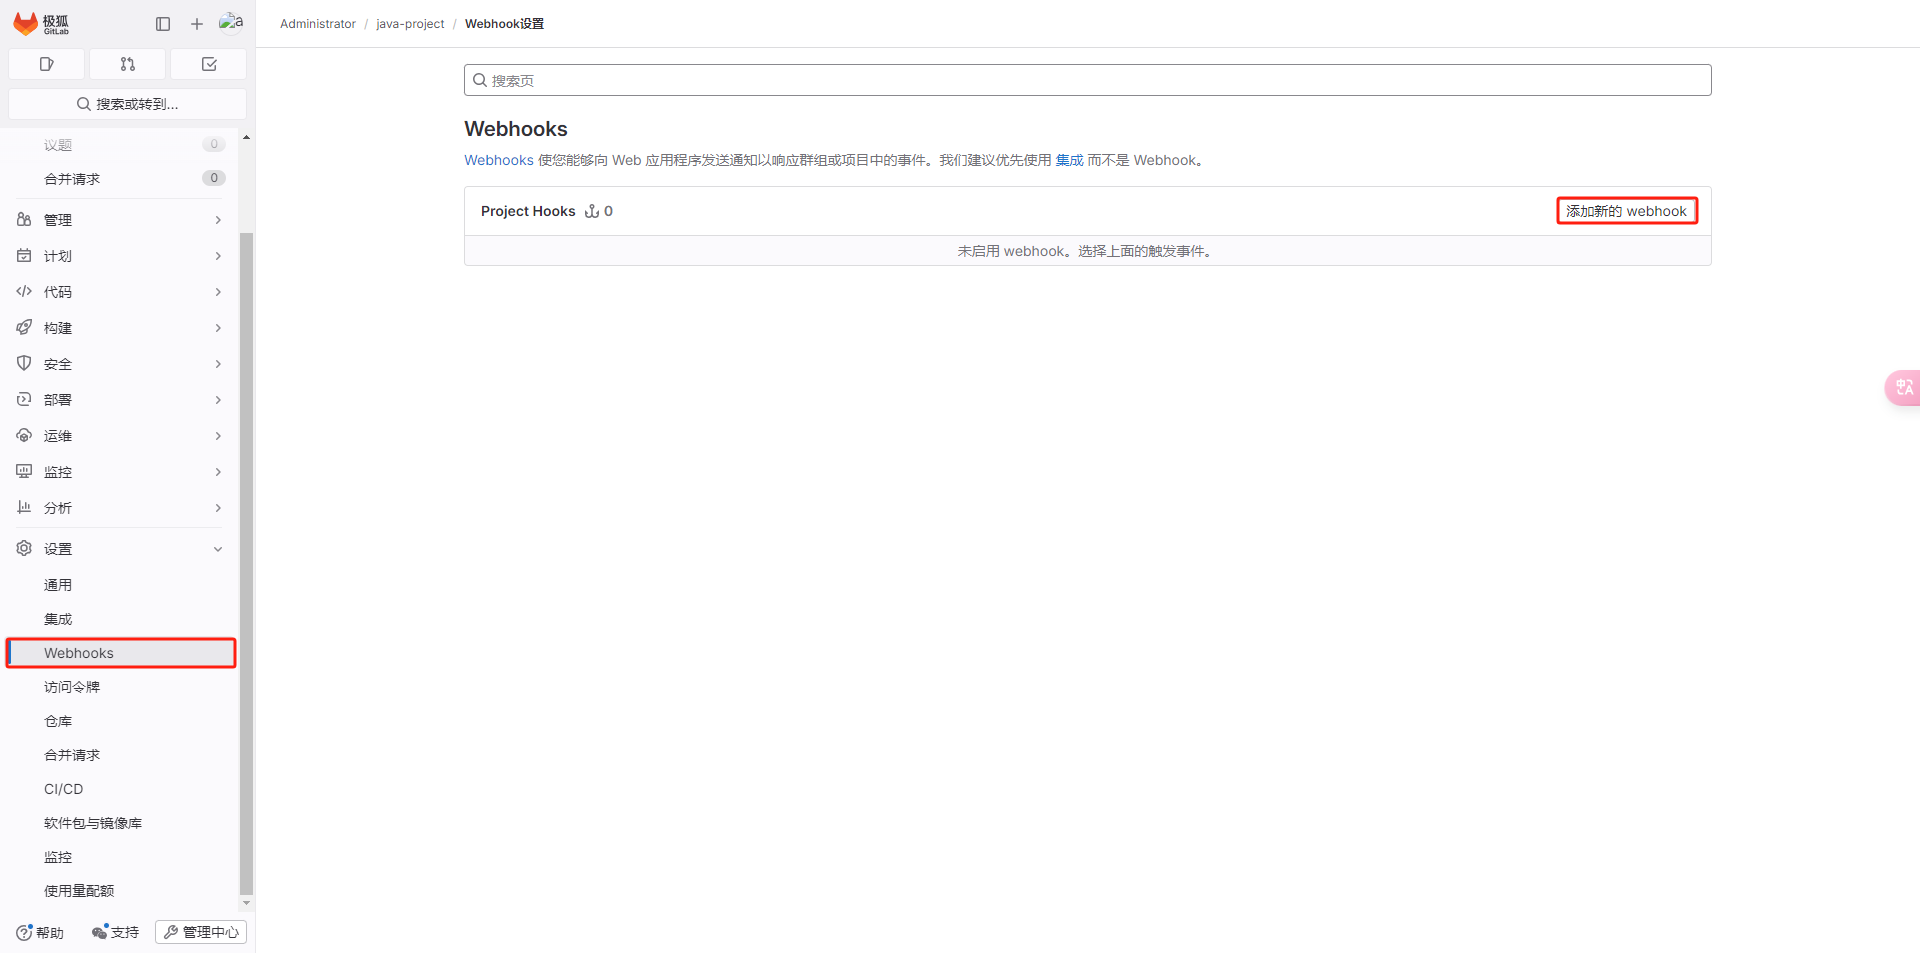 极狐
GitLab
a
搜索或转到...
议题 0
合并请求 0
管理
计划
代码
构建
安全
部署
运维
监控
分析
设置
通用
集成
Webhooks
访问令牌
仓库
合并请求
CI/CD
软件包与镜像库
监控
使用量配额
帮助 支持 管理中心
Administrator / java-project / Webhook设置
搜索页
Webhooks
Webhooks 使您能够向 Web 应用程序发送通知以响应群组或项目中的事件。我们建议优先使用 集成 而不是 Webhook。
Project Hooks 0 添加新的 webhook
未启用 webhook。选择上面的触发事件。
中A